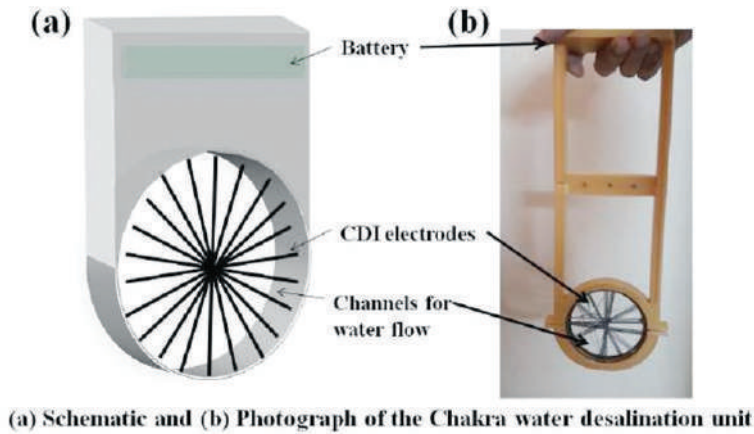 (a)
(b)
Battery
CDI electrodes
Channels for
water flow
(a) Schematic and (b) Photograph of the Chakra water desalination unit